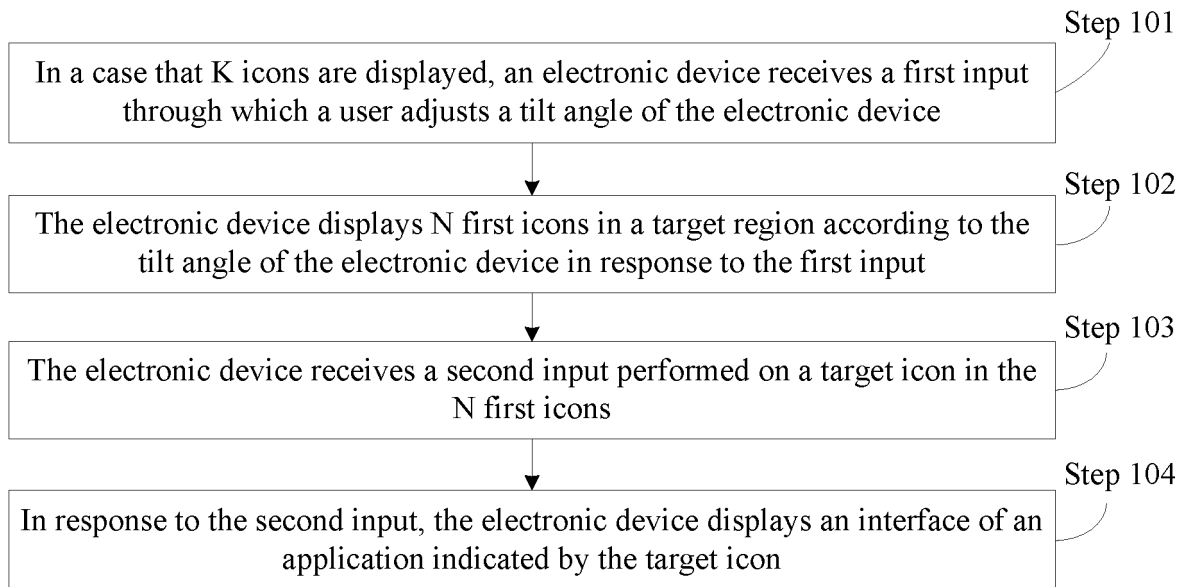 Step 101
In a case that K icons are displayed, an electronic device receives a first input
through which a user adjusts a tilt angle of the electronic device
Step 102
The electronic device displays N first icons in a target region according to the
tilt angle of the electronic device in response to the first input
Step 103
The electronic device receives a second input performed on a target icon in the
N first icons
Step 104
In response to the second input, the electronic device displays an interface of an
application indicated by the target icon